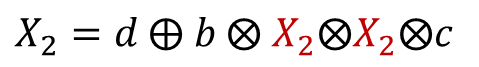 X₂ = d ⊕ b ⊗ X₂⊗X₂⊗c